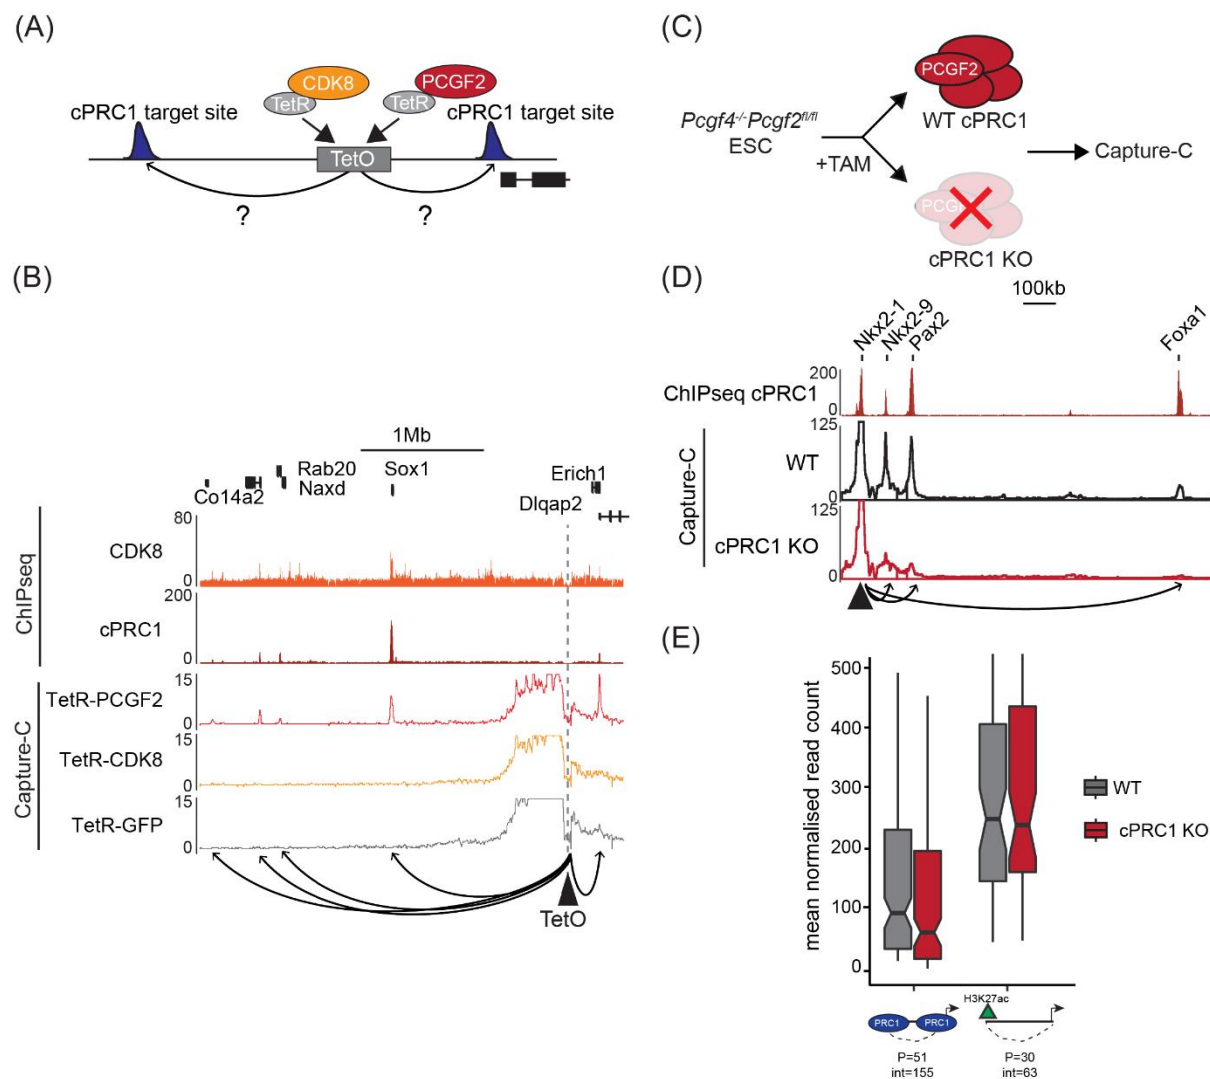 (A)
CDK8
PCGF2
TetR
TetR
cPRC1 target site
cPRC1 target site
TetO
?
?
(B)
1Mb
Rab20
Sox1
Erich1
Co14a2
Naxd
Dlqap2
ChIPseq
80
CDK8
0
200
cPRC1
0
Capture-C
15
TetR-PCGF2
0
15
TetR-CDK8
0
15
TetR-GFP
0
TetO
(C)
PCGF2
WT cPRC1
Pcgf4-/-Pcgf2fl/fl
ESC
+TAM
Capture-C
cPRC1 KO
(D)
100kb
Nkx2-1
Nkx2-9
Pax2
Foxa1
200
ChIPseq cPRC1
0
Capture-C
125
WT
0
125
cPRC1 KO
0
(E)
mean normalised read count
500
400
300
200
100
0
WT
cPRC1 KO
H3K27ac
PRC1
PRC1
P=51
int=155
P=30
int=63